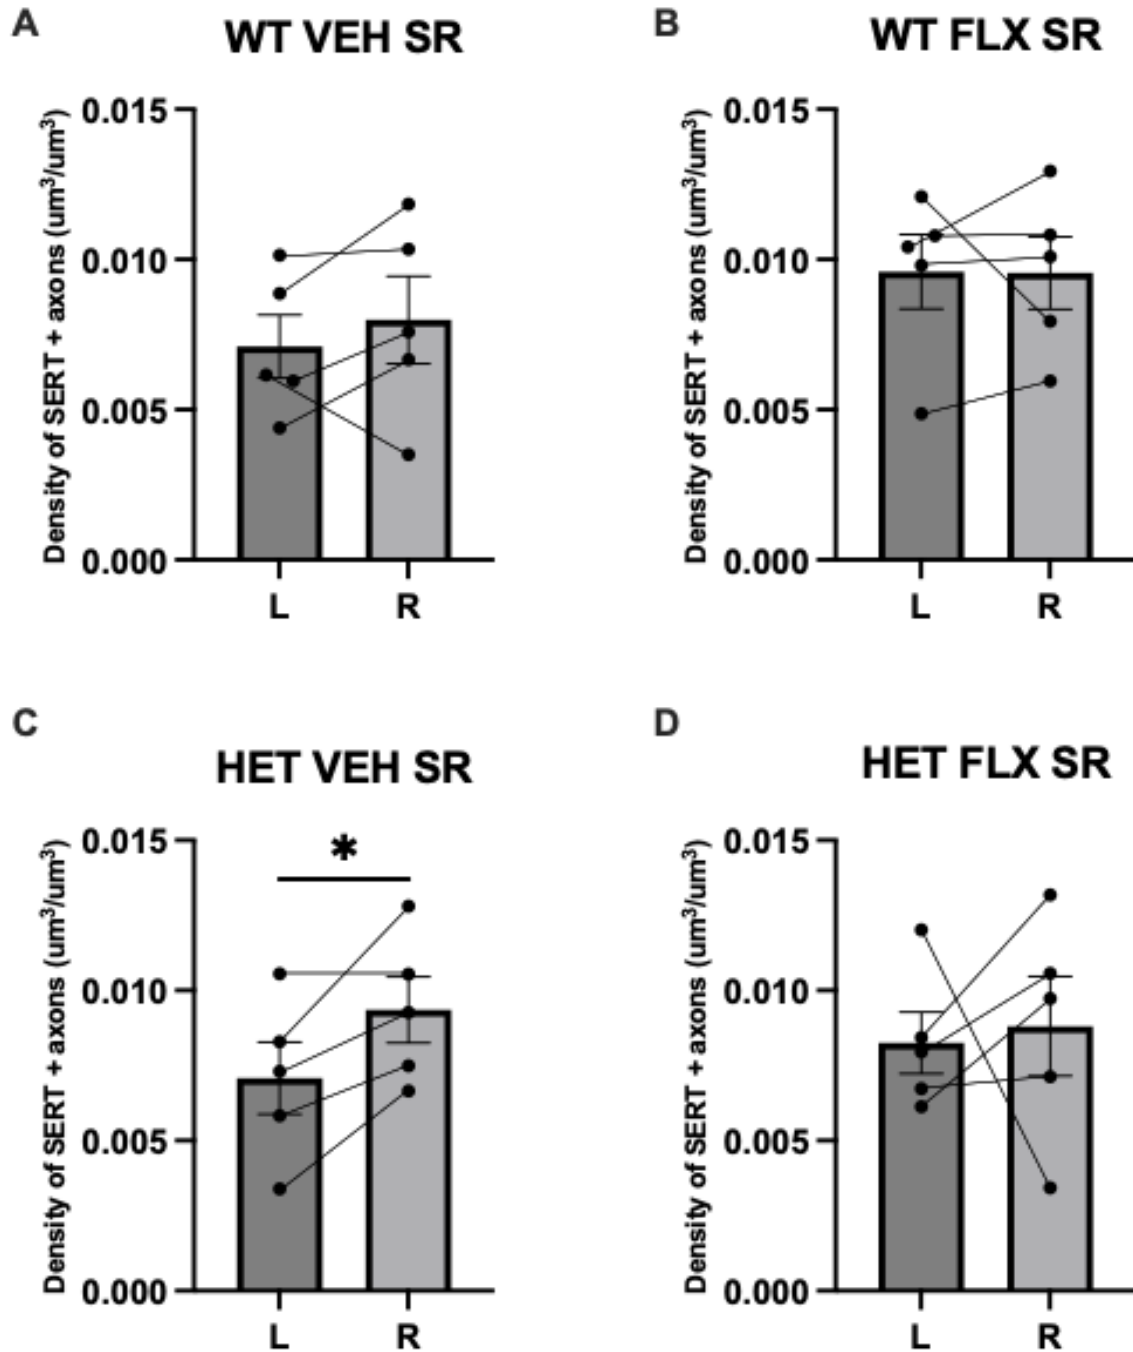 A
WT VEH SR
Density of SERT + axons (um³/um³)
0.015
0.010
0.005
0.000
L R
B
WT FLX SR
Density of SERT + axons (um³/um³)
0.015
0.010
0.005
0.000
L R
C
HET VEH SR
Density of SERT + axons (um³/um³)
0.015
0.010
0.005
0.000
*
L R
D
HET FLX SR
Density of SERT + axons (um³/um³)
0.015
0.010
0.005
0.000
L R